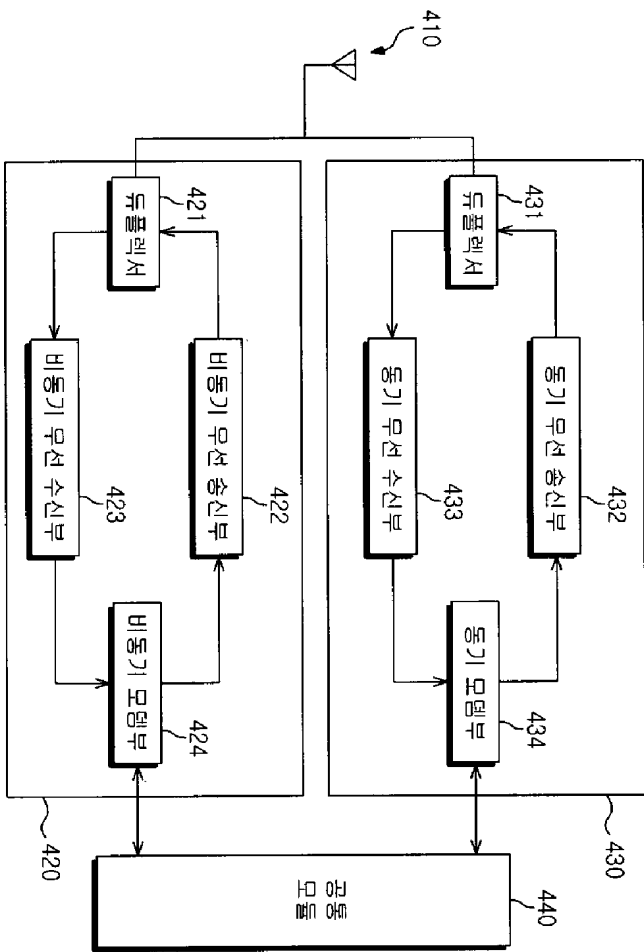 440
공통
모듈
430
420
434
동기 모뎀부
424
비동기 모뎀부
432
동기 무선 송신부
433
동기 무선 수신부
422
비동기 무선 송신부
423
비동기 무선 수신부
431
듀플렉서
421
듀플렉서
410